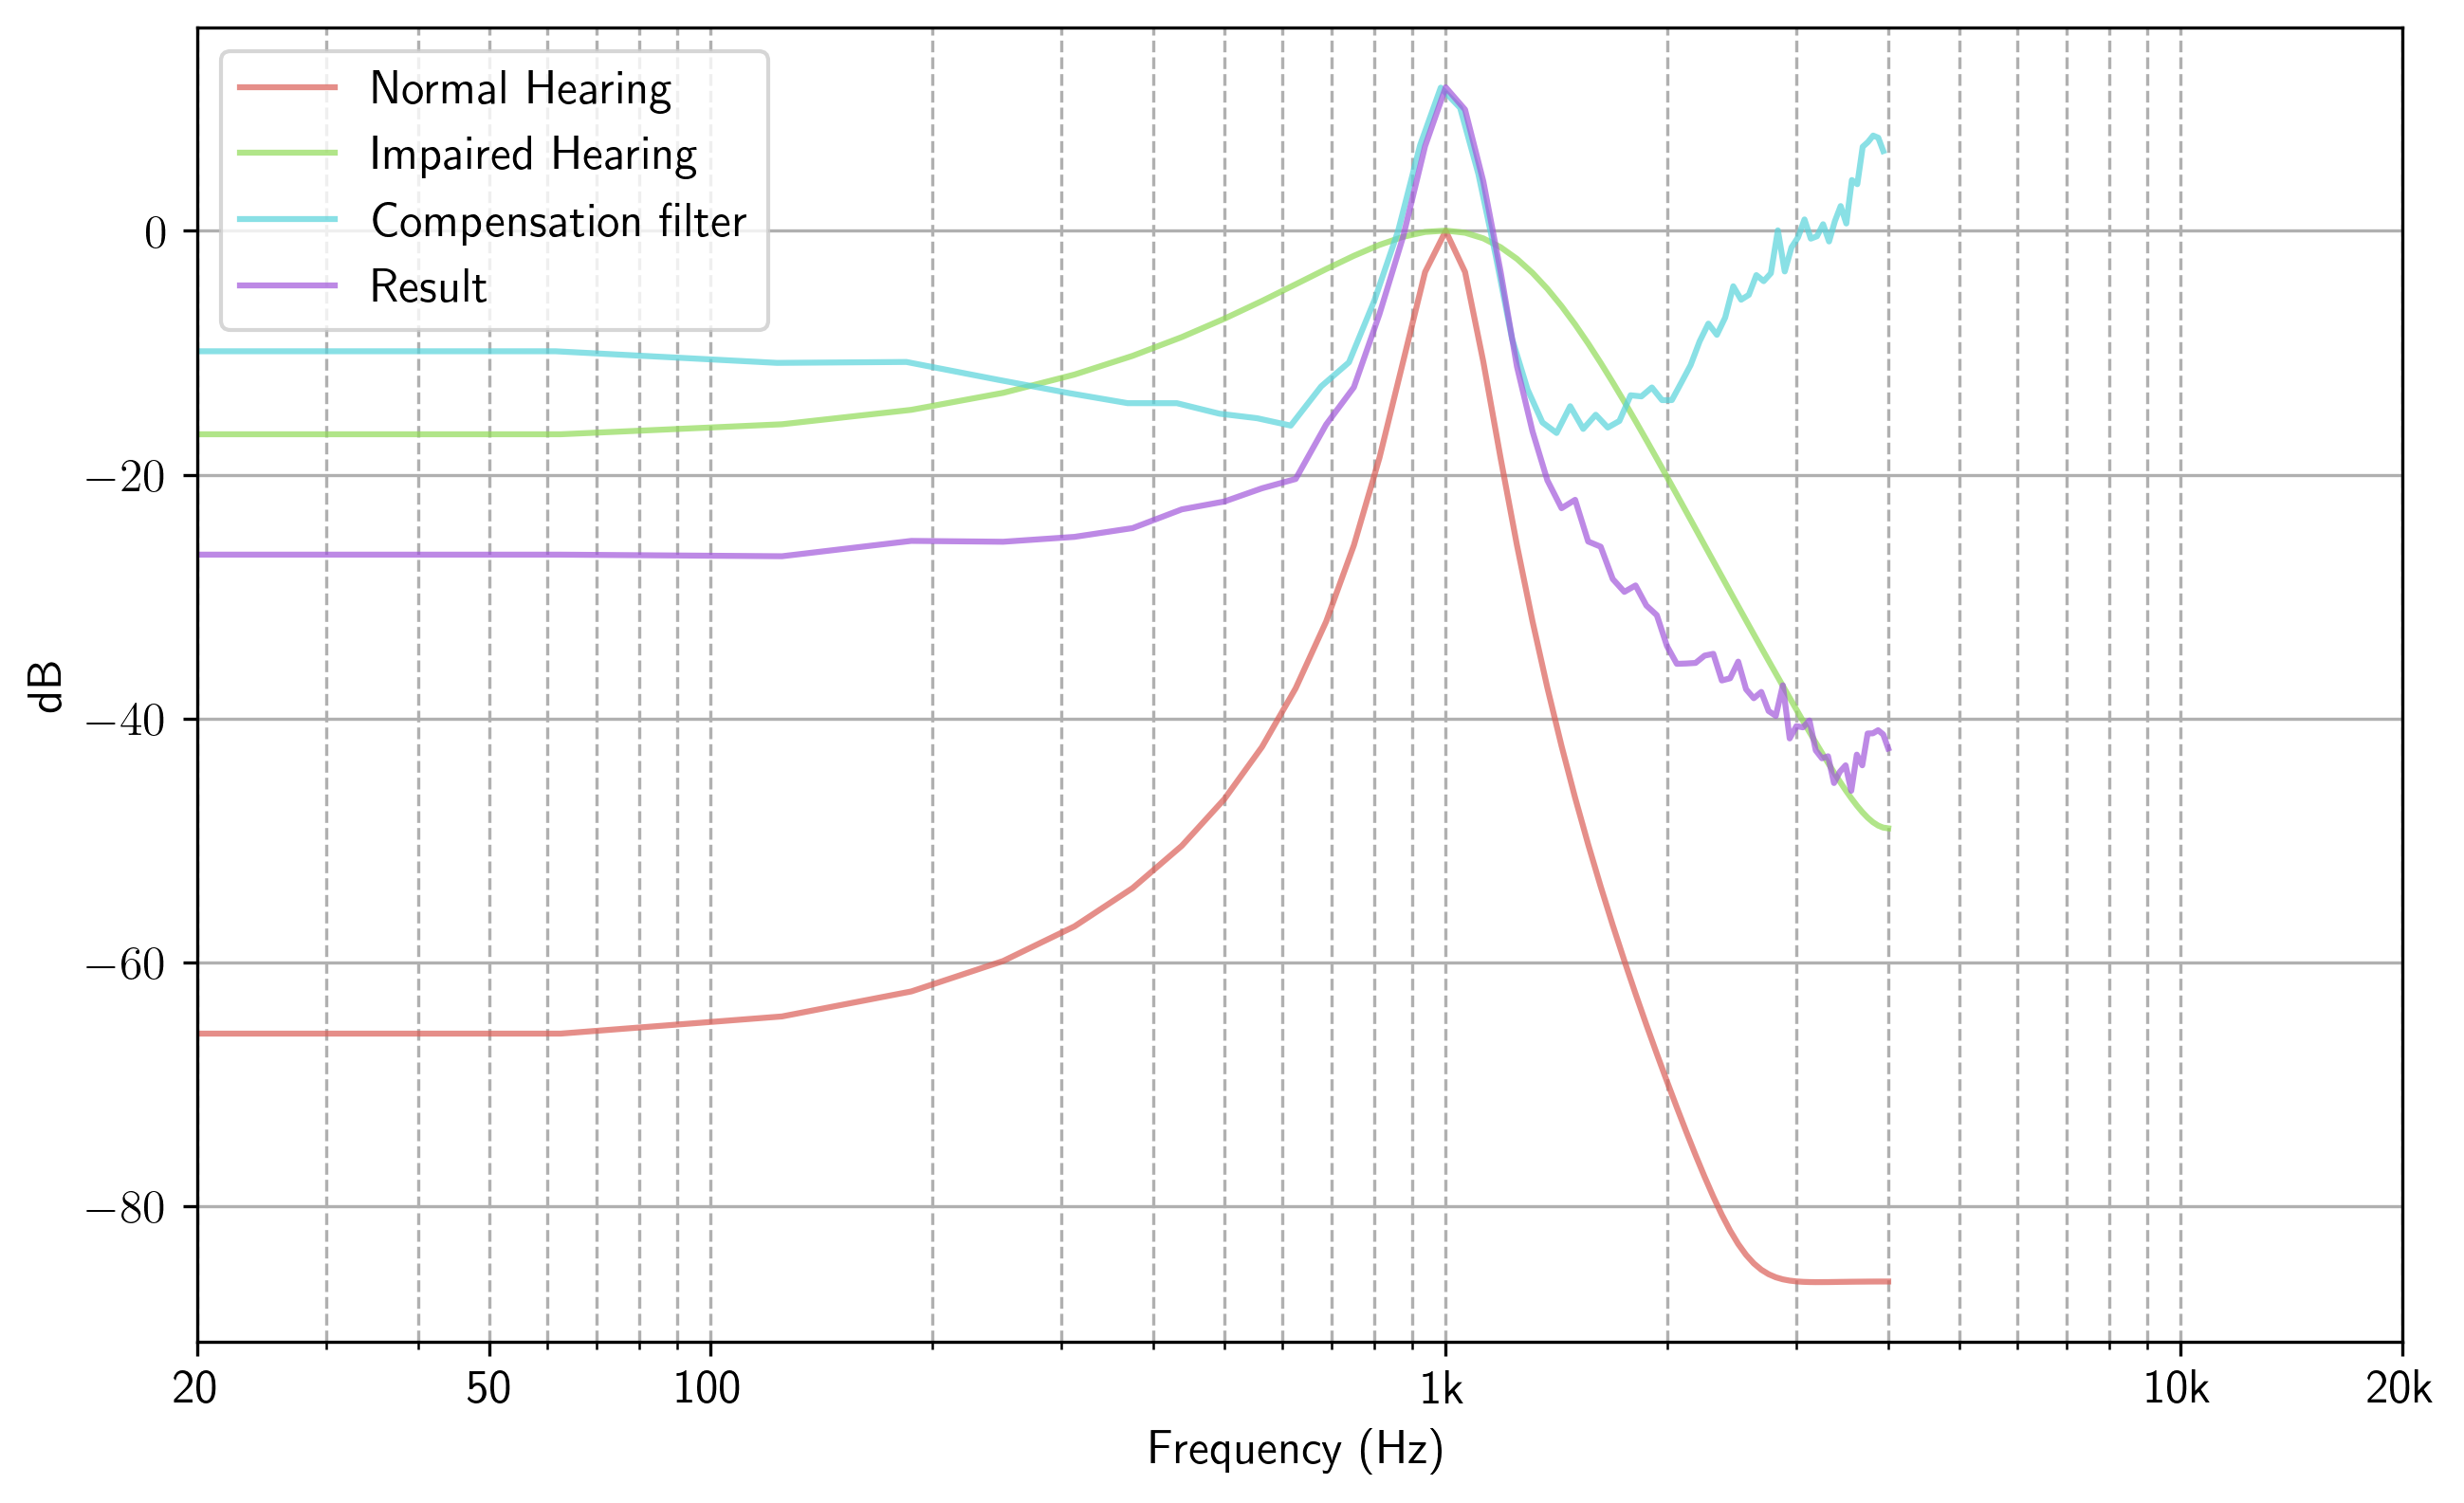 Normal Hearing
Impaired Hearing
Compensation filter
Result
0
−20
−40
−60
−80
dB
20 50 100 1k 10k 20k
Frequency (Hz)